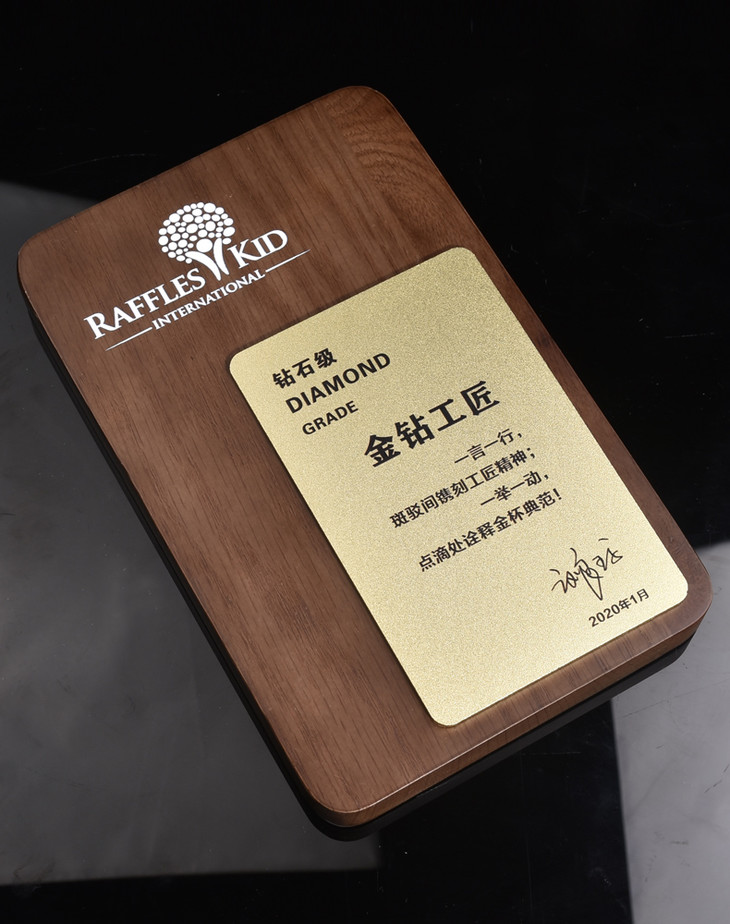 RAFFLES KID
INTERNATIONAL
钻石级
DIAMOND
GRADE
金钻工匠
一言一行，
斑驳间镌刻工匠精神；
一举一动，
点滴处诠释金杯典范！
2020年1月